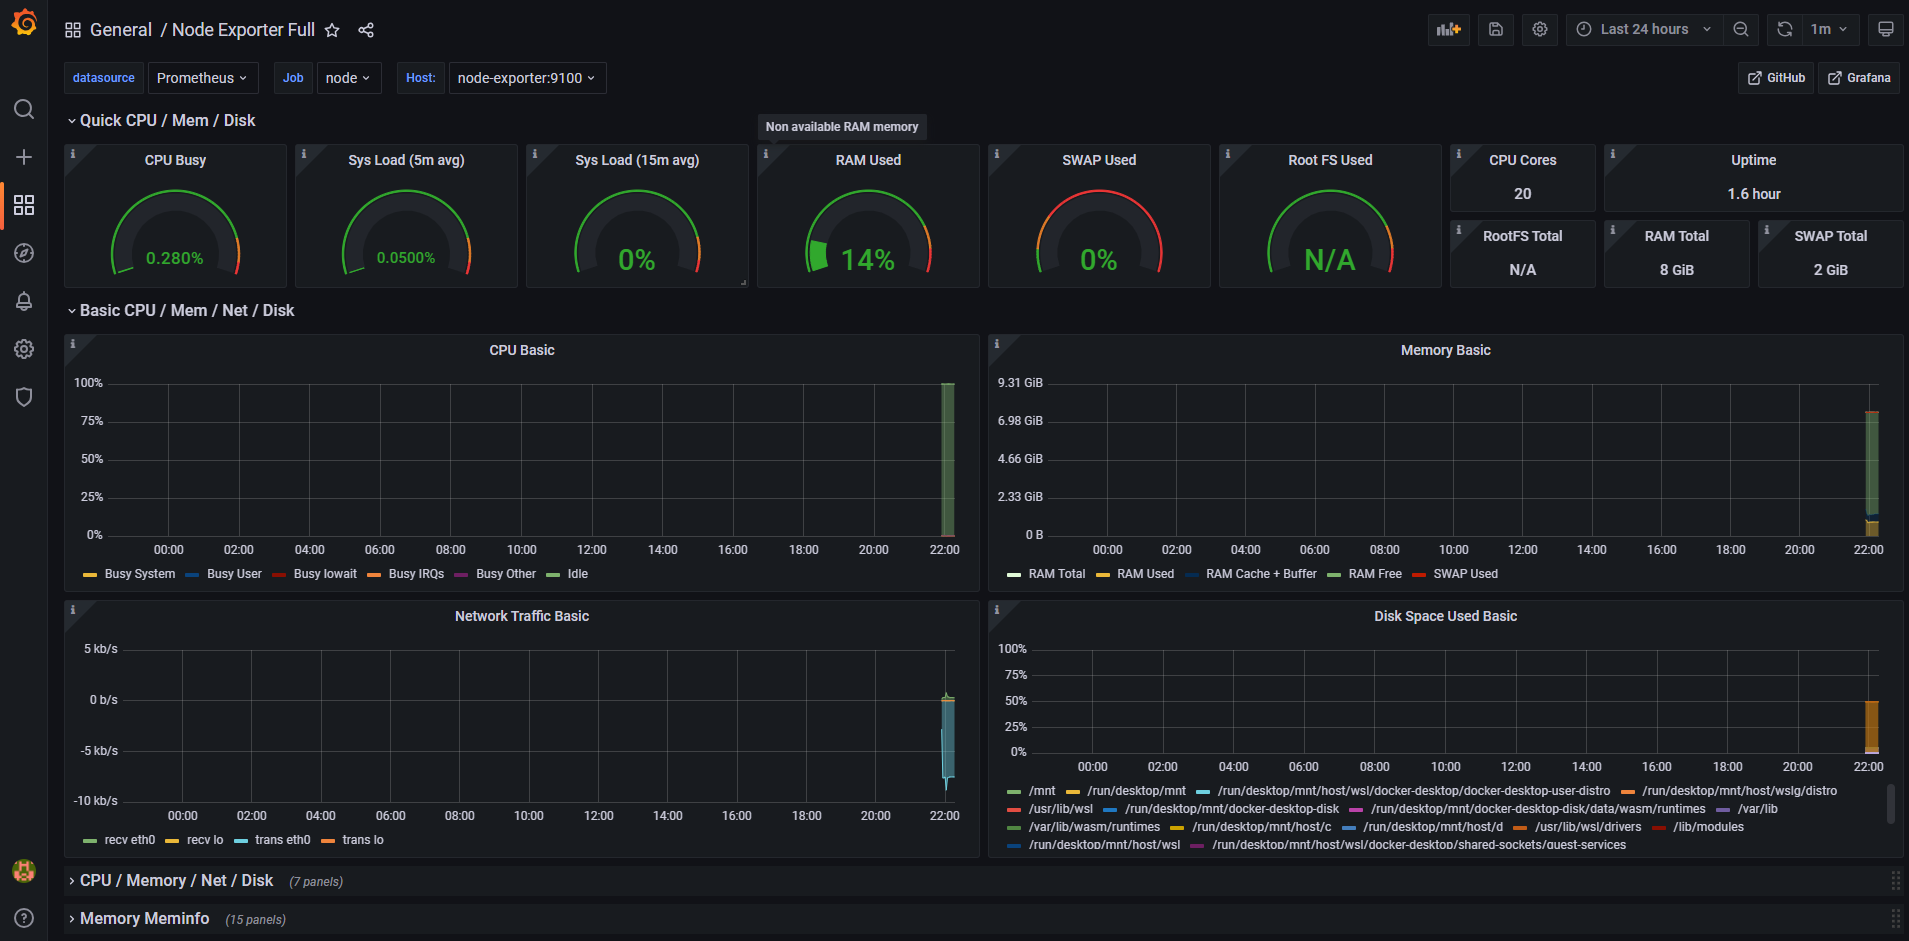 General / Node Exporter Full
Last 24 hours
1m
datasource Prometheus Job node Host: node-exporter:9100
GitHub Grafana
Quick CPU / Mem / Disk
Non available RAM memory
CPU Busy
0.280%
Sys Load (5m avg)
0.0500%
Sys Load (15m avg)
0%
RAM Used
14%
SWAP Used
0%
Root FS Used
N/A
CPU Cores
20
Uptime
1.6 hour
RootFS Total
N/A
RAM Total
8 GiB
SWAP Total
2 GiB
Basic CPU / Mem / Net / Disk
CPU Basic
100%
75%
50%
25%
0%
00:00 02:00 04:00 06:00 08:00 10:00 12:00 14:00 16:00 18:00 20:00 22:00
Busy System Busy User Busy Iowait Busy IRQs Busy Other Idle
Memory Basic
9.31 GiB
6.98 GiB
4.66 GiB
2.33 GiB
0 B
00:00 02:00 04:00 06:00 08:00 10:00 12:00 14:00 16:00 18:00 20:00 22:00
RAM Total RAM Used RAM Cache + Buffer RAM Free SWAP Used
Network Traffic Basic
5 kb/s
0 b/s
-5 kb/s
-10 kb/s
00:00 02:00 04:00 06:00 08:00 10:00 12:00 14:00 16:00 18:00 20:00 22:00
recv eth0 recv lo trans eth0 trans lo
Disk Space Used Basic
100%
75%
50%
25%
0%
00:00 02:00 04:00 06:00 08:00 10:00 12:00 14:00 16:00 18:00 20:00 22:00
/mnt /run/desktop/mnt /run/desktop/mnt/host/wsl/docker-desktop/docker-desktop-user-distro /run/desktop/mnt/host/wslg/distro
/usr/lib/wsl /run/desktop/mnt/docker-desktop-disk /run/desktop/mnt/docker-desktop-disk/data/wasm/runtimes /var/lib
/var/lib/wasm/runtimes /run/desktop/mnt/host/c /run/desktop/mnt/host/d /usr/lib/wsl/drivers /lib/modules
/run/desktop/mnt/host/wsl /run/desktop/mnt/host/wsl/docker-desktop/shared-sockets/guest-services
CPU / Memory / Net / Disk (7 panels)
Memory Meminfo (15 panels)